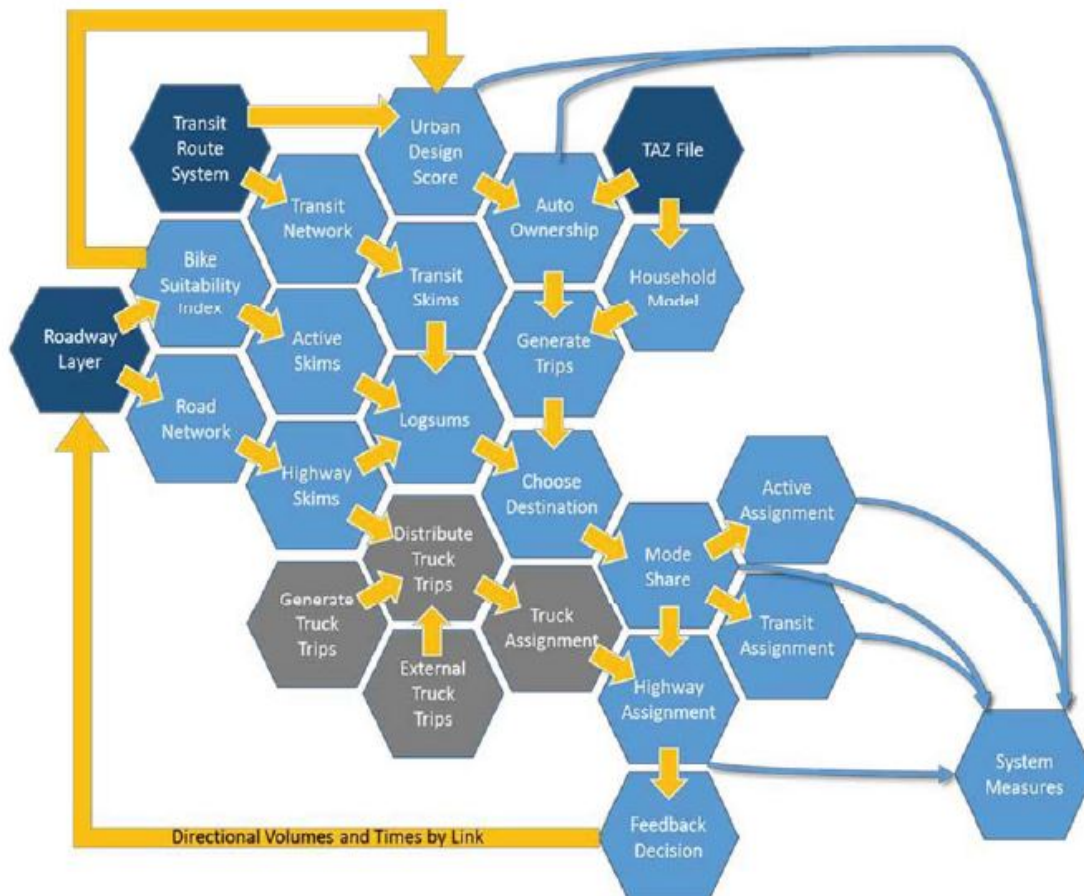 Transit
Route
System
Urban
Design
Score
TAZ File
Transit
Network
Auto
Ownership
Bike
Suitability
Index
Transit
Skims
Household
Model
Roadway
Layer
Active
Skims
Generate
Trips
Road
Network
Logsums
Highway
Skims
Choose
Destination
Active
Assignment
Distribute
Truck
Trips
Mode
Share
Generate
Truck
Trips
Truck
Assignment
Transit
Assignment
External
Truck
Trips
Highway
Assignment
System
Measures
Directional Volumes and Times by Link
Feedback
Decision